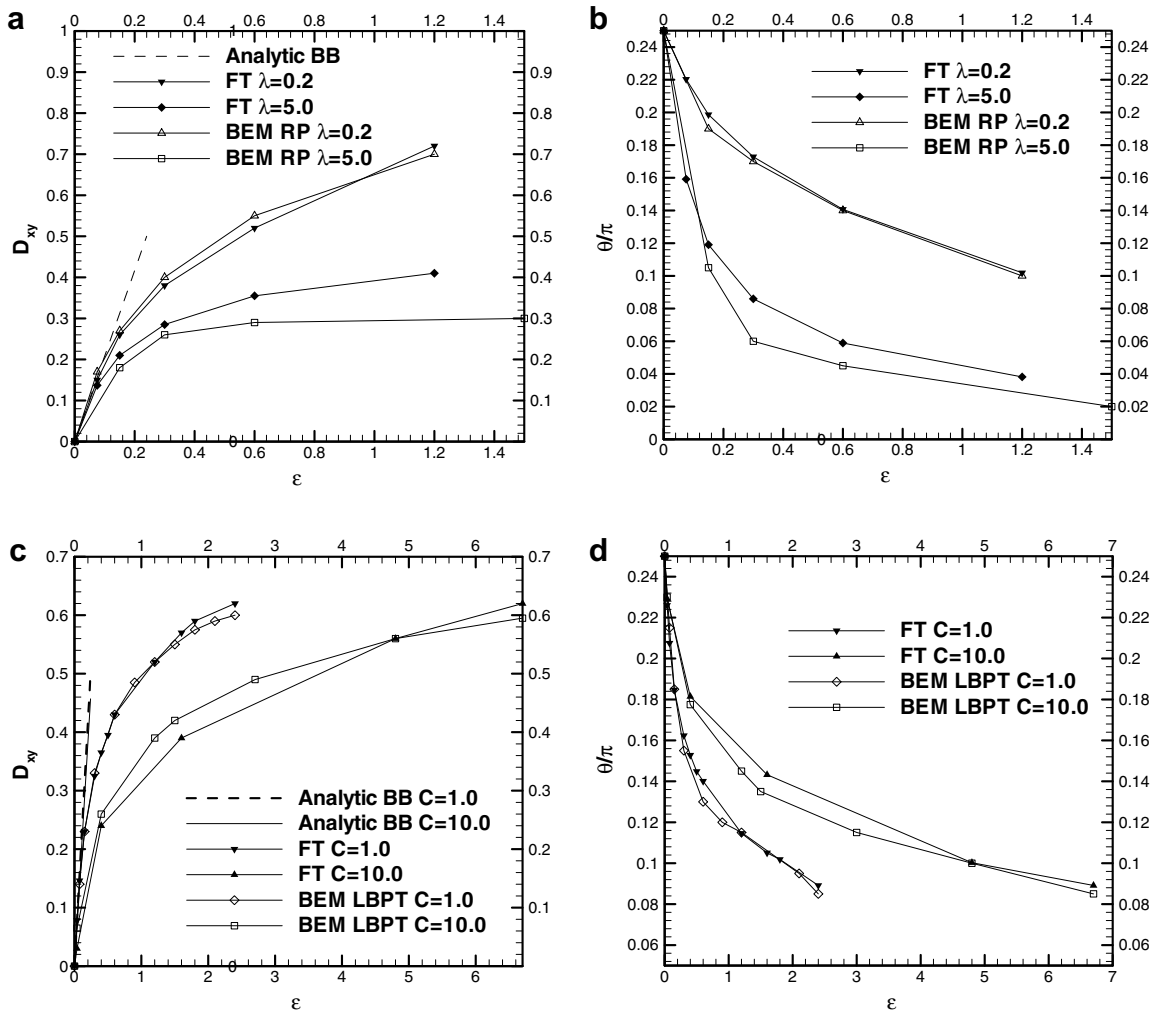 a
0 0.2 0.4 0.6 0.8 1 1.2 1.4
1
1 0.9 0.8 0.7 0.6 0.5 0.4 0.3 0.2 0.1 0
0.9 0.8 0.7 0.6 0.5 0.4 0.3 0.2 0.1
0
Analytic BB
FT λ=0.2
FT λ=5.0
BEM RP λ=0.2
BEM RP λ=5.0
D_xy
0 0.2 0.4 0.6 0.8 1 1.2 1.4
ε
b
0 0.2 0.4 0.6 0.8 1 1.2 1.4
0.24 0.22 0.2 0.18 0.16 0.14 0.12 0.1 0.08 0.06 0.04 0.02 0
0.24 0.22 0.2 0.18 0.16 0.14 0.12 0.1 0.08 0.06 0.04 0.02
0
FT λ=0.2
FT λ=5.0
BEM RP λ=0.2
BEM RP λ=5.0
θ/π
0 0.2 0.4 0.6 0.8 1 1.2 1.4
ε
c
0 1 2 3 4 5 6
0.7 0.6 0.5 0.4 0.3 0.2 0.1 0
0.7 0.6 0.5 0.4 0.3 0.2 0.1
0
Analytic BB C=1.0
Analytic BB C=10.0
FT C=1.0
FT C=10.0
BEM LBPT C=1.0
BEM LBPT C=10.0
D_xy
0 1 2 3 4 5 6
ε
d
0 1 2 3 4 5 6 7
0.24 0.22 0.2 0.18 0.16 0.14 0.12 0.1 0.08 0.06
0.24 0.22 0.2 0.18 0.16 0.14 0.12 0.1 0.08 0.06
FT C=1.0
FT C=10.0
BEM LBPT C=1.0
BEM LBPT C=10.0
θ/π
0 1 2 3 4 5 6 7
ε